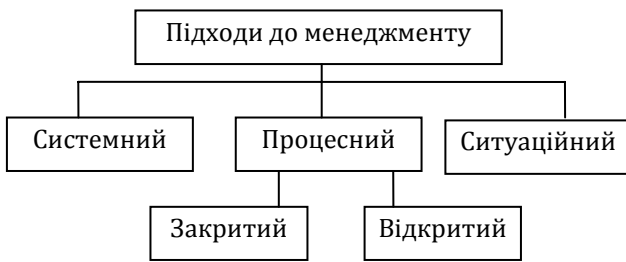 Підходи до менеджменту
Системний
Процесний
Ситуаційний
Закритий
Відкритий